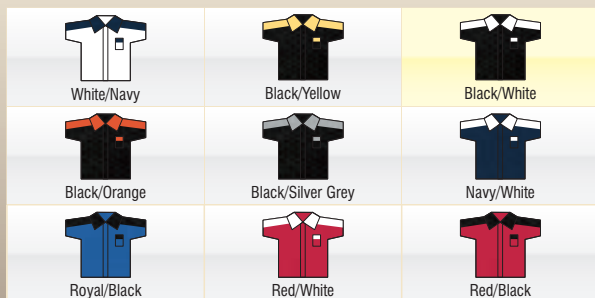 White/Navy
Black/Yellow
Black/White
Black/Orange
Black/Silver Grey
Navy/White
Royal/Black
Red/White
Red/Black